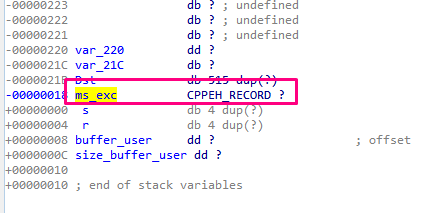 -00000223 db ? ; undefined
-00000222 db ? ; undefined
-00000221 db ? ; undefined
-00000220 var_220 dd ?
-0000021C var_21C db ?
-0000021B Dst db 515 dup(?)
-00000018 ms_exc CPPEH_RECORD ?
+00000000 s db 4 dup(?)
+00000004 r db 4 dup(?)
+00000008 buffer_user dd ? ; offset
+0000000C size_buffer_user dd ?
+00000010
+00000010 ; end of stack variables